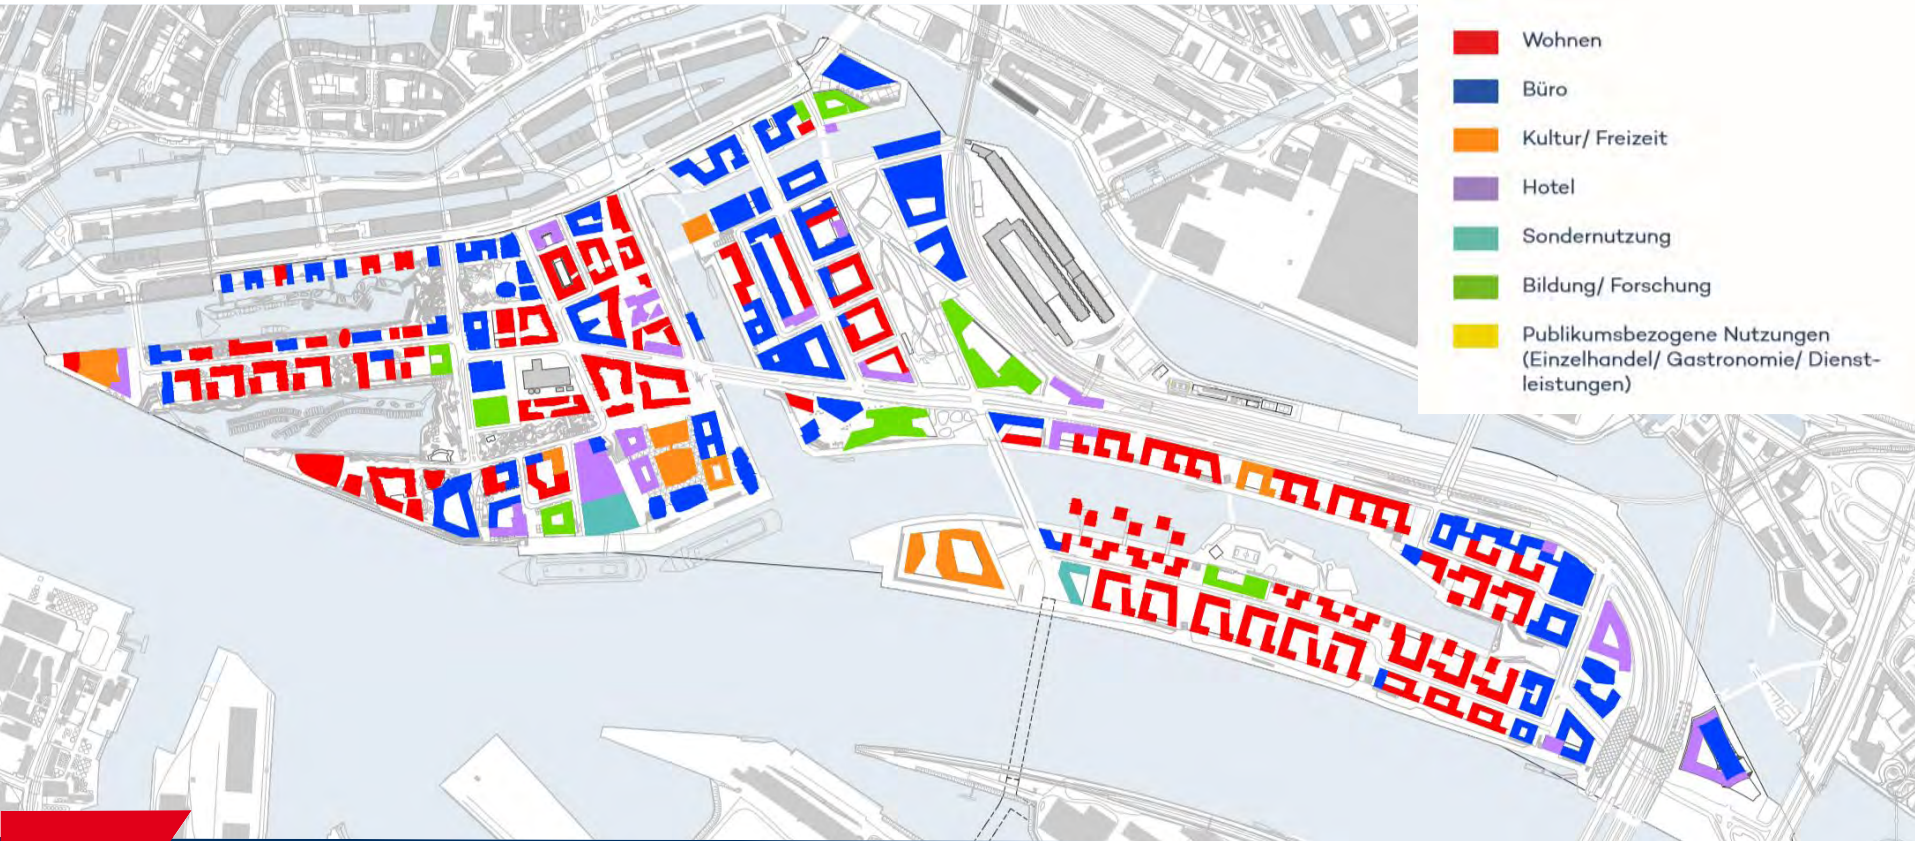 Wohnen
Büro
Kultur/ Freizeit
Hotel
Sondernutzung
Bildung/ Forschung
Publikumsbezogene Nutzungen
(Einzelhandel/ Gastronomie/ Dienst-
leistungen)